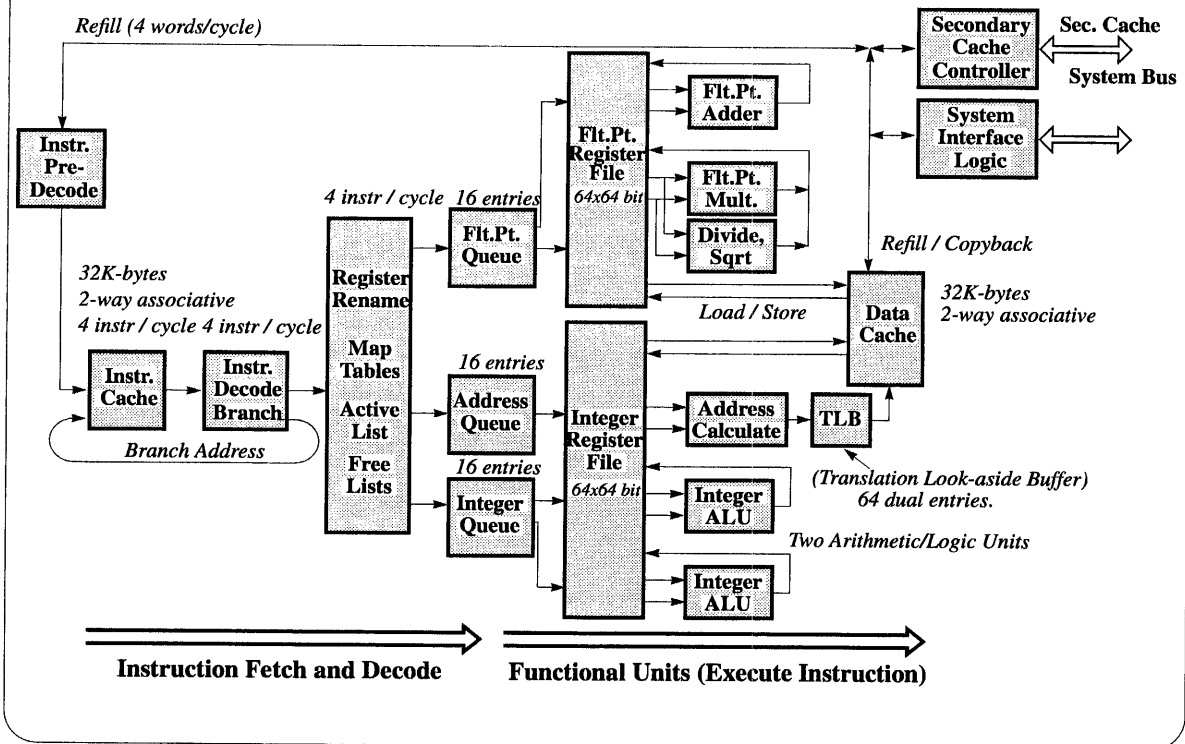 Refill (4 words/cycle)
Secondary
Cache
Controller
Sec. Cache
System Bus
System
Interface
Logic
Instr.
Pre-
Decode
Flt.Pt.
Adder
Flt.Pt.
Register
File
64x64 bit
Flt.Pt.
Mult.
Divide,
Sqrt
4 instr / cycle
16 entries
Flt.Pt.
Queue
Refill / Copyback
32K-bytes
2-way associative
4 instr / cycle
4 instr / cycle
Register
Rename
Map
Tables
Active
List
Free
Lists
Load / Store
Data
Cache
32K-bytes
2-way associative
Instr.
Cache
Instr.
Decode
Branch
Branch Address
16 entries
Address
Queue
16 entries
Integer
Queue
Integer
Register
File
64x64 bit
Address
Calculate
TLB
(Translation Look-aside Buffer)
64 dual entries.
Integer
ALU
Two Arithmetic/Logic Units
Integer
ALU
Instruction Fetch and Decode
Functional Units (Execute Instruction)